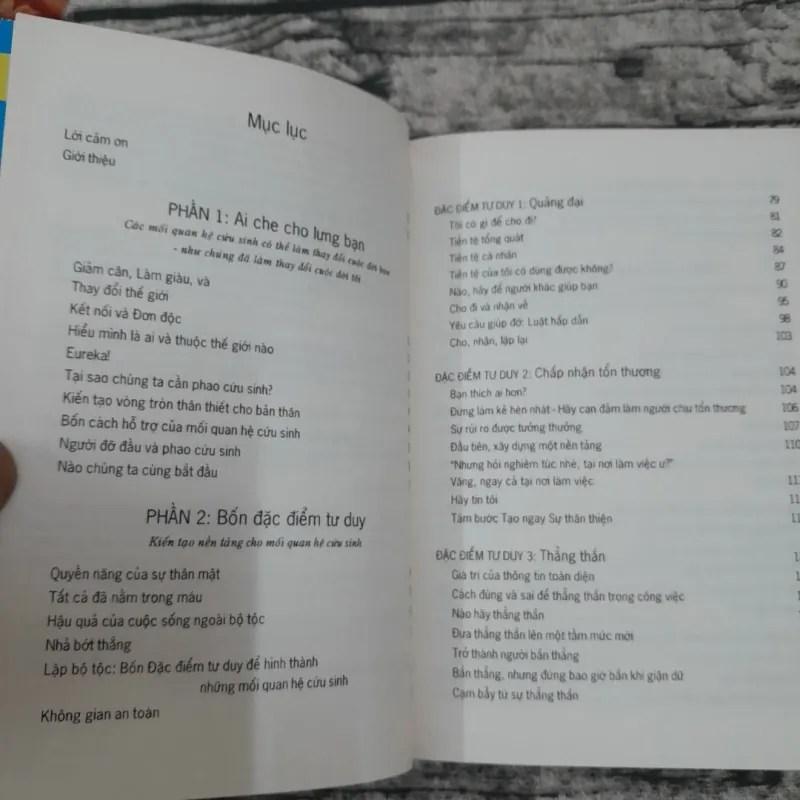 Mục lục
Lời cảm ơn
Giới thiệu
PHẦN 1: Ai che cho lưng bạn
Các mối quan hệ cứu sinh có thể làm thay đổi cuộc đời bạn
- như chúng đã làm thay đổi cuộc đời tôi
Giảm cân, Làm giàu, và
Thay đổi thế giới
Kết nối và Đơn độc
Hiểu mình là ai và thuộc thế giới nào
Eureka!
Tại sao chúng ta cần phao cứu sinh?
Kiến tạo vòng tròn thân thiết cho bản thân
Bốn cách hỗ trợ của mối quan hệ cứu sinh
Người đỡ đầu và phao cứu sinh
Nào chúng ta cùng bắt đầu
PHẦN 2: Bốn đặc điểm tư duy
Kiến tạo nền tảng cho mối quan hệ cứu sinh
Quyền năng của sự thân mật
Tất cả đã nằm trong máu
Hậu quả của cuộc sống ngoài bộ tộc
Nhả bớt thắng
Lập bộ tộc: Bốn Đặc điểm tư duy để hình thành
những mối quan hệ cứu sinh
Không gian an toàn
ĐẶC ĐIỂM TƯ DUY 1: Quảng đại 79
Tôi có gì để cho đi? 81
Tiền tệ tổng quát 82
Tiền tệ cá nhân 84
Tiền tệ của tôi có dùng được không? 87
Nào, hãy để người khác giúp bạn 90
Cho đi và nhận về 95
Yêu cầu giúp đỡ: Luật hấp dẫn 98
Cho, nhận, lặp lại 103
ĐẶC ĐIỂM TƯ DUY 2: Chấp nhận tổn thương 104
Bạn thích ai hơn? 104
Đừng làm kẻ hèn nhát - Hãy can đảm làm người chịu tổn thương 106
Sự rủi ro được tưởng thưởng 107
Đầu tiên, xây dựng một nền tảng 110
"Nhưng hỏi nghiêm túc nhé, tại nơi làm việc ư?"
Vâng, ngay cả tại nơi làm việc
Hãy tin tôi
Tám bước Tạo ngay Sự thân thiện
ĐẶC ĐIỂM TƯ DUY 3: Thẳng thắn
Giá trị của thông tin toàn diện
Cách đúng và sai để thẳng thắn trong công việc
Nào hãy thẳng thắn
Đưa thẳng thắn lên một tầm mức mới
Trở thành người bắn thẳng
Bắn thẳng, nhưng đừng bao giờ bắn khi giận dữ
Cạm bẫy từ sự thẳng thắn